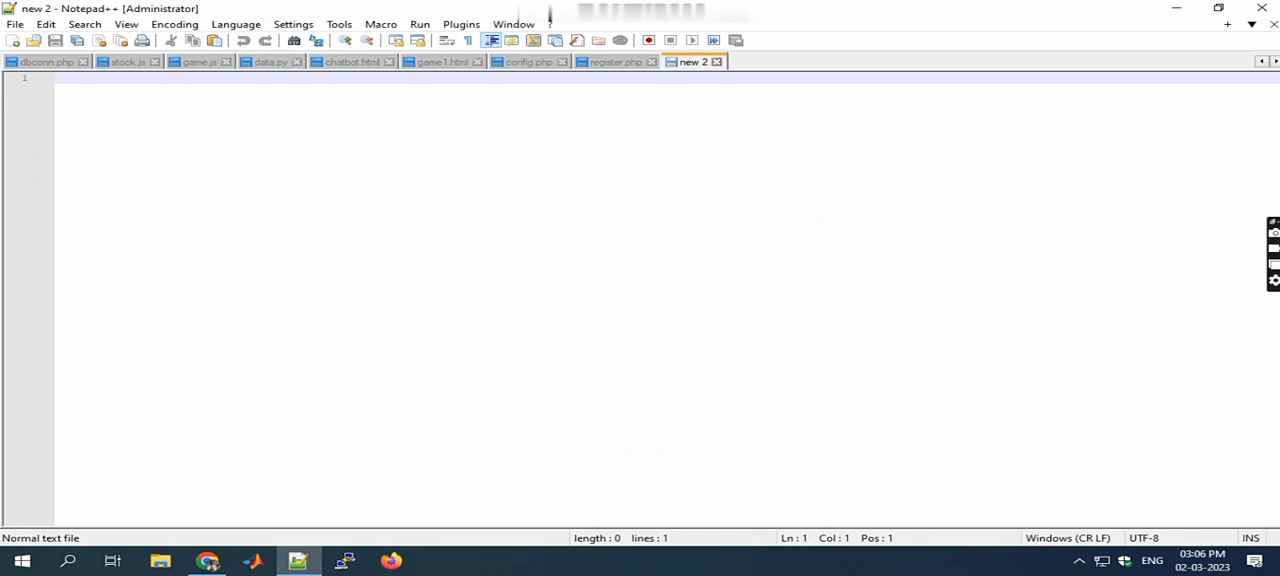 new 2 - Notepad++ [Administrator]
File Edit Search View Encoding Language Settings Tools Macro Run Plugins Window ?
dbconn.php stock.js game.js data.py chatbot.html game1.html config.php register.php new 2
1
Normal text file length : 0 lines : 1 Ln : 1 Col : 1 Pos : 1 Windows (CR LF) UTF-8 INS
ENG 03:06 PM
02-03-2023